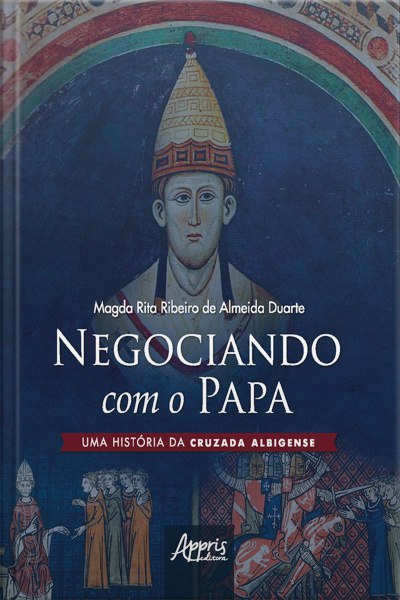 Magda Rita Ribeiro de Almeida Duarte
NEGOCIANDO
com o PAPA
UMA HISTÓRIA DA CRUZADA ALBIGENSE
Appris
editora